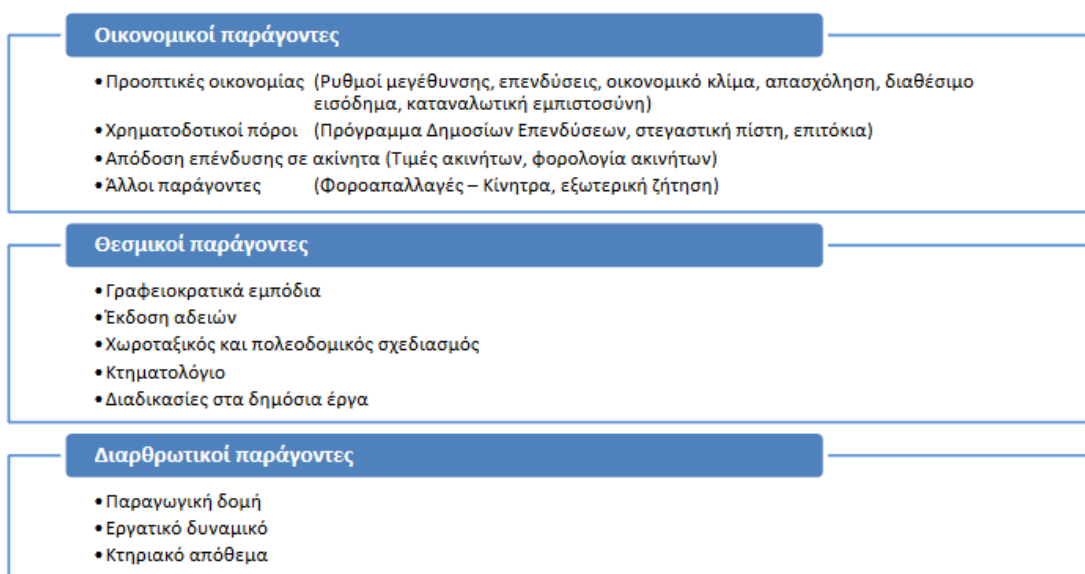 Οικονομικοί παράγοντες
•Προοπτικές οικονομίας (Ρυθμοί μεγέθυνσης, επενδύσεις, οικονομικό κλίμα, απασχόληση, διαθέσιμο
εισόδημα, καταναλωτική εμπιστοσύνη)
•Χρηματοδοτικοί πόροι (Πρόγραμμα Δημοσίων Επενδύσεων, στεγαστική πίστη, επιτόκια)
•Απόδοση επένδυσης σε ακίνητα (Τιμές ακινήτων, φορολογία ακινήτων)
•Άλλοι παράγοντες (Φοροαπαλλαγές – Κίνητρα, εξωτερική ζήτηση)
Θεσμικοί παράγοντες
•Γραφειοκρατικά εμπόδια
•Έκδοση αδειών
•Χωροταξικός και πολεοδομικός σχεδιασμός
•Κτηματολόγιο
•Διαδικασίες στα δημόσια έργα
Διαρθρωτικοί παράγοντες
•Παραγωγική δομή
•Εργατικό δυναμικό
•Κτηριακό απόθεμα